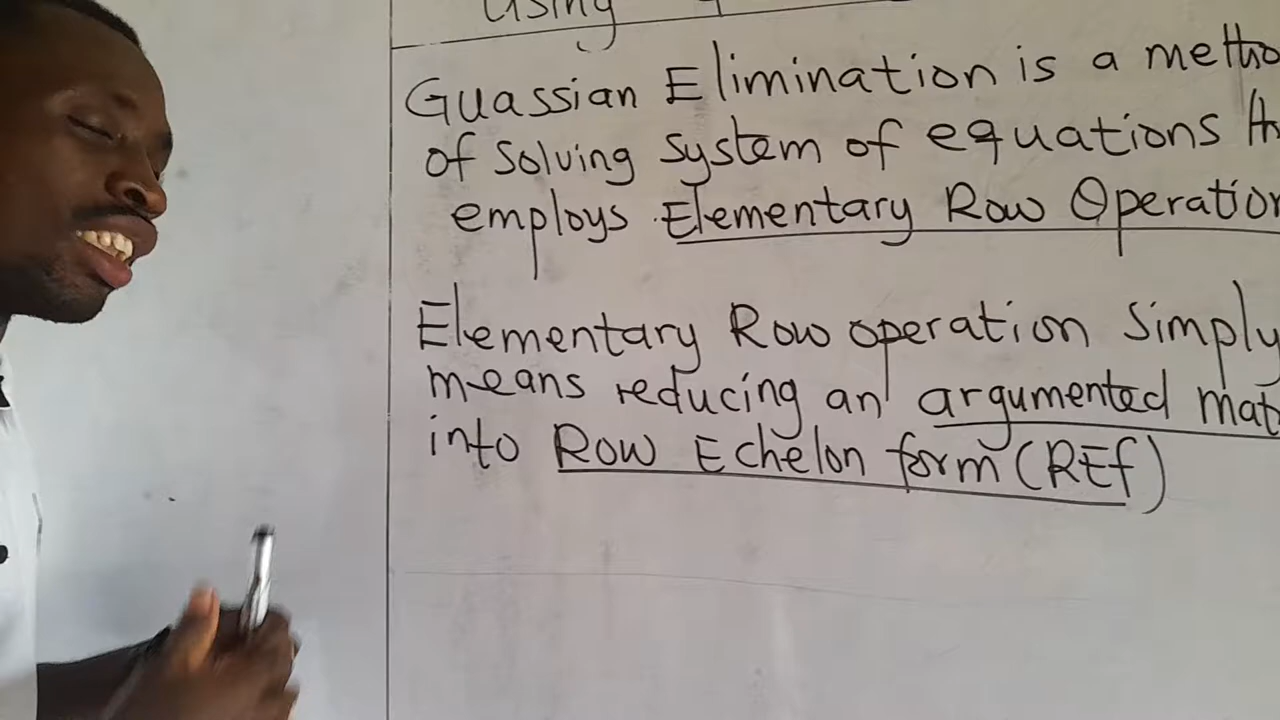 Using
Guassian Elimination is a metho
of Solving System of equations th
employs Elementary Row Operation
Elementary Row operation Simply
means reducing an argumented mat
into Row Echelon form (REf)